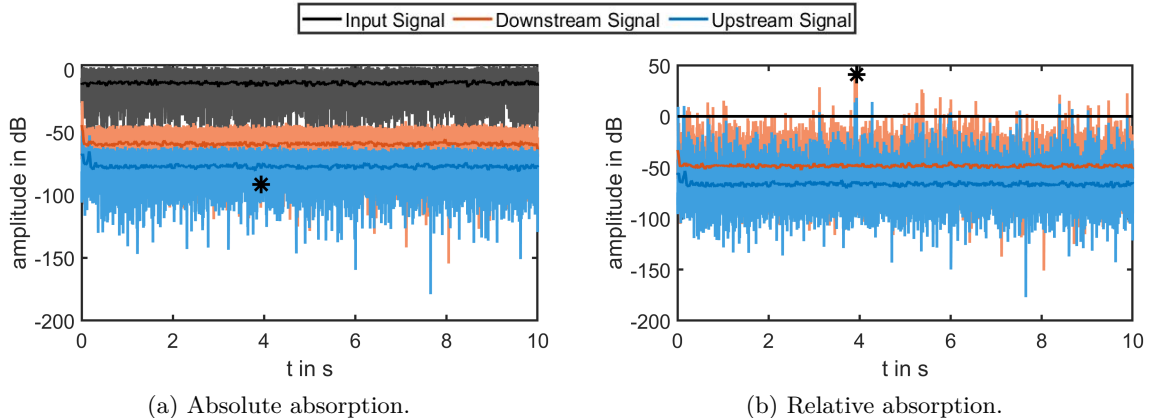 Input Signal Downstream Signal Upstream Signal
0
-50
-100
-150
-200
amplitude in dB
0 2 4 6 8 10
t in s
(a) Absolute absorption.
50
0
-50
-100
-150
-200
amplitude in dB
0 2 4 6 8 10
t in s
(b) Relative absorption.